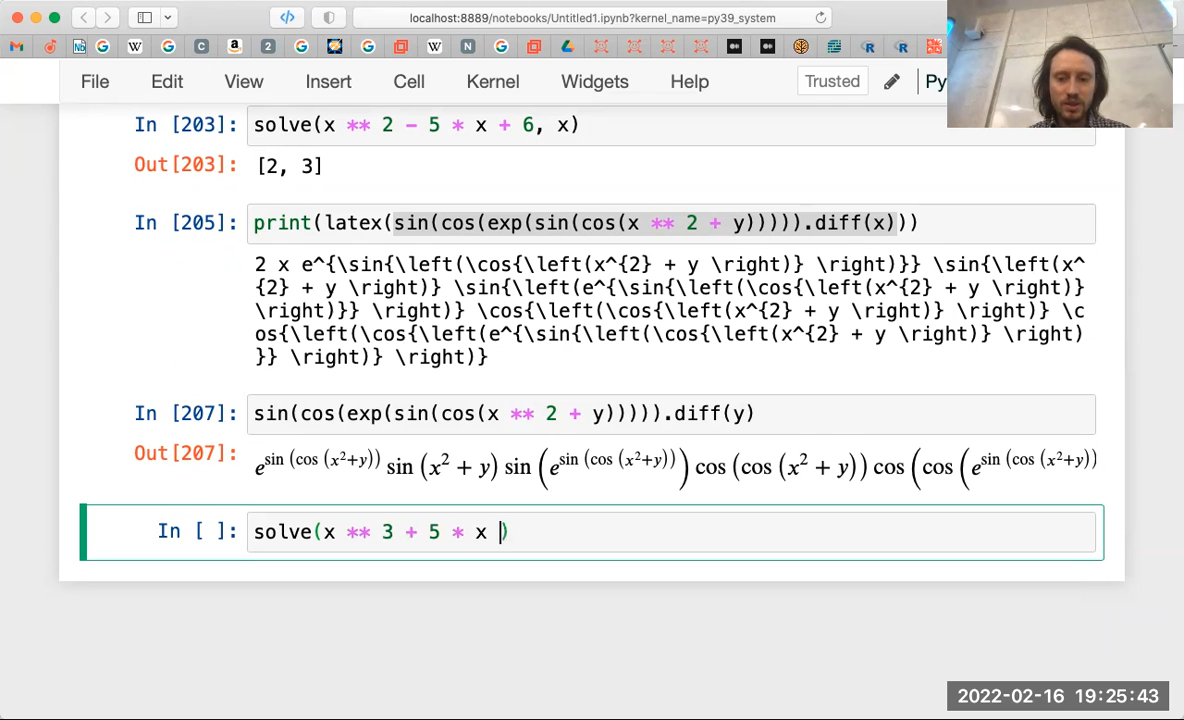 localhost:8889/notebooks/Untitled1.ipynb?kernel_name=py39_system
File Edit View Insert Cell Kernel Widgets Help Trusted Py
In [203]: solve(x ** 2 - 5 * x + 6, x)
Out[203]: [2, 3]
In [205]: print(latex(sin(cos(exp(sin(cos(x ** 2 + y))))).diff(x)))
2 x e^{\sin{\left(\cos{\left(x^{2} + y \right)} \right)}} \sin{\left(x^
{2} + y \right)} \sin{\left(e^{\sin{\left(\cos{\left(x^{2} + y \right)}
\right)}} \right)} \cos{\left(\cos{\left(x^{2} + y \right)} \right)} \c
os{\left(\cos{\left(e^{\sin{\left(\cos{\left(x^{2} + y \right)} \right)
}} \right)} \right)}
In [207]: sin(cos(exp(sin(cos(x ** 2 + y))))).diff(y)
Out[207]: e^{sin (cos (x²+y))} sin (x² + y) sin (e^{sin (cos (x²+y))}) cos (cos (x² + y)) cos (cos (e^{sin (cos (x²+y))}
In [ ]: solve(x ** 3 + 5 * x )
2022-02-16 19:25:43